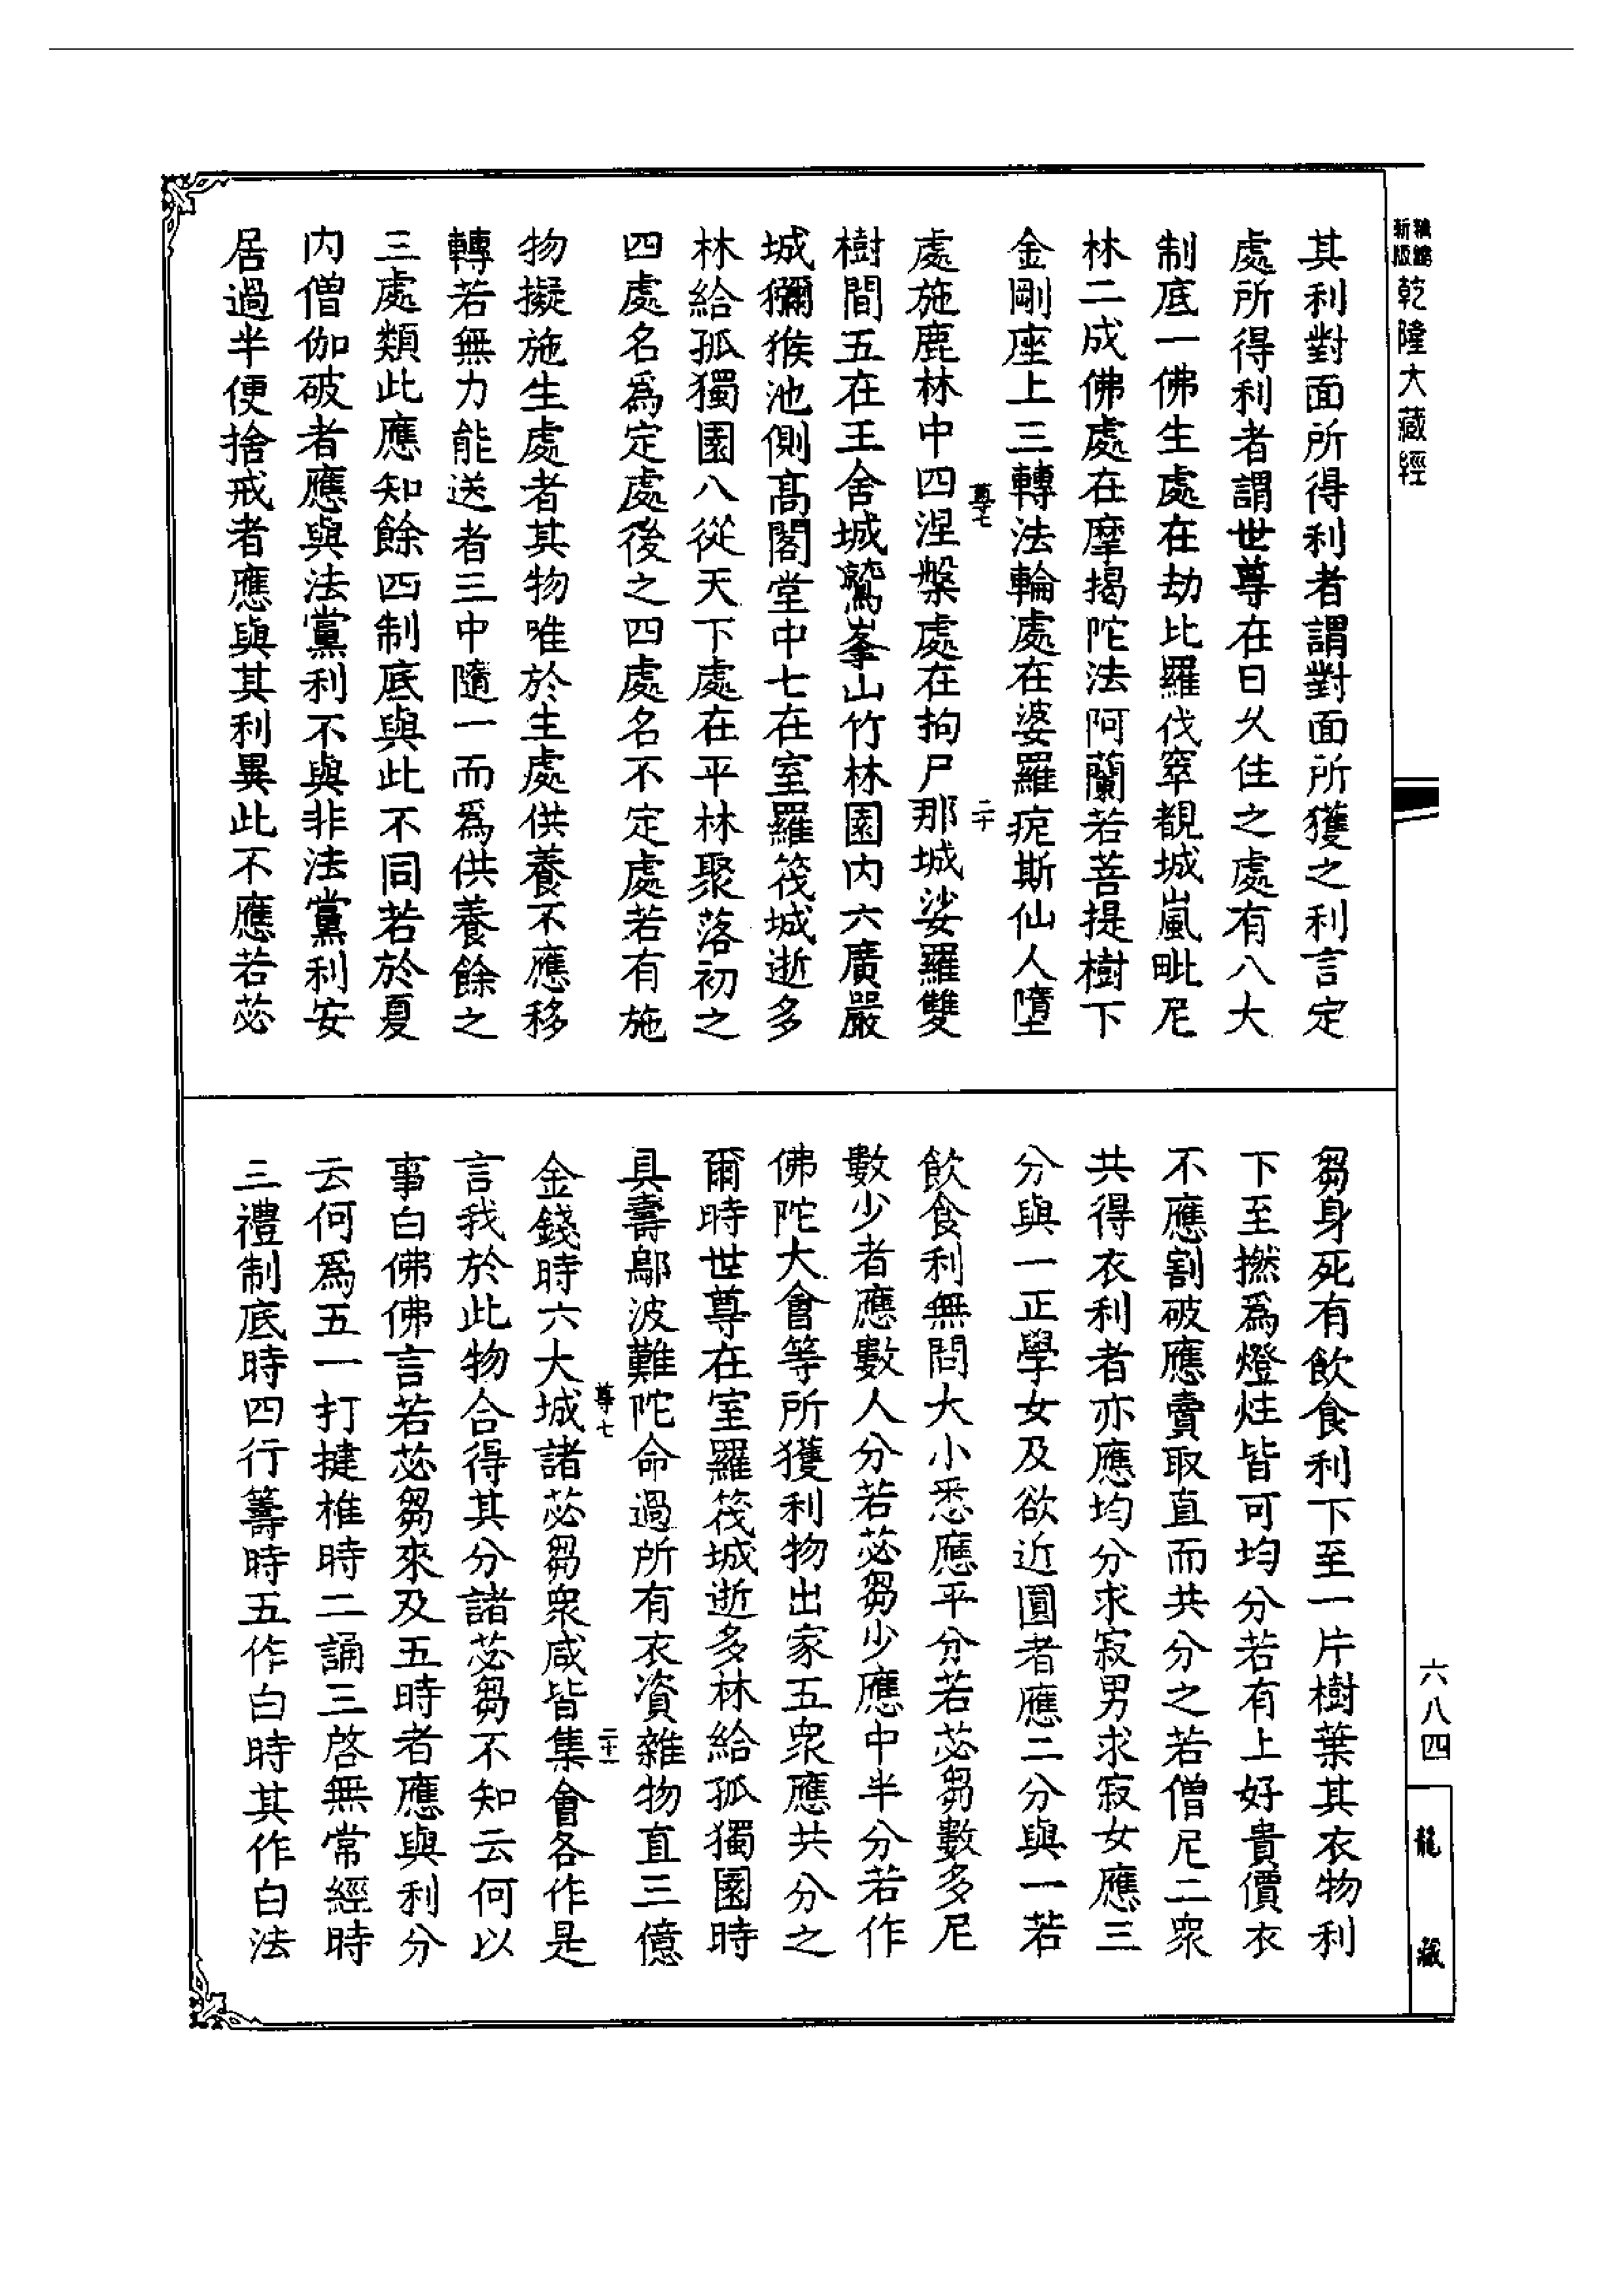 新版
乾隆大藏經
其利對面所得利者謂對面所獲之利言定
處所得利者謂世尊在日久住之處有八大
制底一佛生處在劫比羅伐窣覩城嵐毗尼
林二成佛處在摩揭陀法阿蘭若菩提樹下
金剛座上三轉法輪處在婆羅痆斯仙人墮
尊七
二十
處施鹿林中四涅槃處在拘尸那城娑羅雙
樹間五在王舍城鷲峯山竹林園内六廣嚴
城獼猴池側高閣堂中七在室羅筏城逝多
林給孤獨園八從天下處在平林聚落初之
四處名爲定處後之四處名不定處若有施
物擬施生處者其物唯於生處供養不應移
轉若無力能送者三中隨一而爲供養餘之
三處類此應知餘四制底與此不同若於夏
内僧伽破者應與法黨利不與非法黨利安
居過半便捨戒者應與其利異此不應若苾
芻身死有飲食利下至一片樹葉其衣物利
下至撚爲燈炷皆可均分若有上好貴價衣
不應割破應賣取直而共分之若僧尼二衆
共得衣利者亦應均分求寂男求寂女應三
分與一正學女及欲近圓者應二分與一若
飲食利無問大小悉應平分若苾芻數多尼
數少者應數人分若苾芻少應中半分若作
佛陀大會等所獲利物出家五衆應共分之
爾時世尊在室羅筏城逝多林給孤獨園時
具壽鄔波難陀命過所有衣資雜物直三億
尊七
二十一
金錢時六大城諸苾芻衆咸皆集會各作是
言我於此物合得其分諸苾芻不知云何以
事白佛佛言若苾芻來及五時者應與利分
云何爲五一打揵椎時二誦三啓無常經時
三禮制底時四行籌時五作白時其作白法
六八四
龍藏